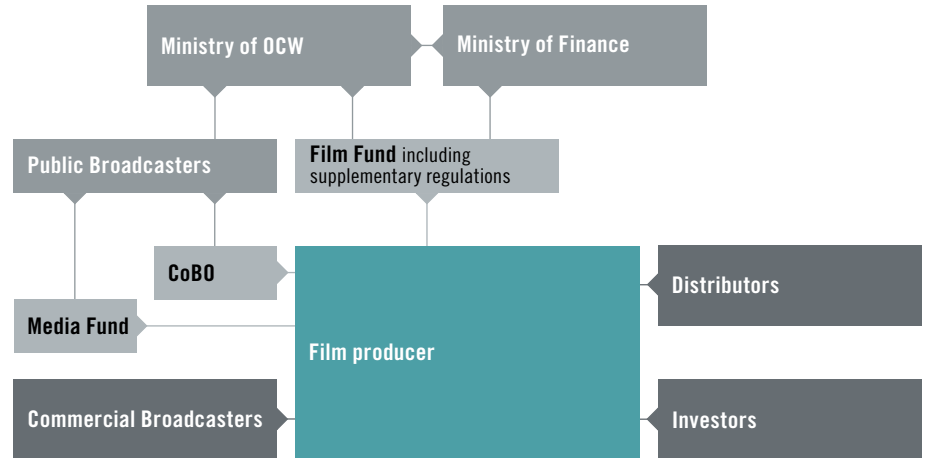 Ministry of OCW
Ministry of Finance
Public Broadcasters
Film Fund including
supplementary regulations
CoBO
Distributors
Media Fund
Film producer
Commercial Broadcasters
Investors